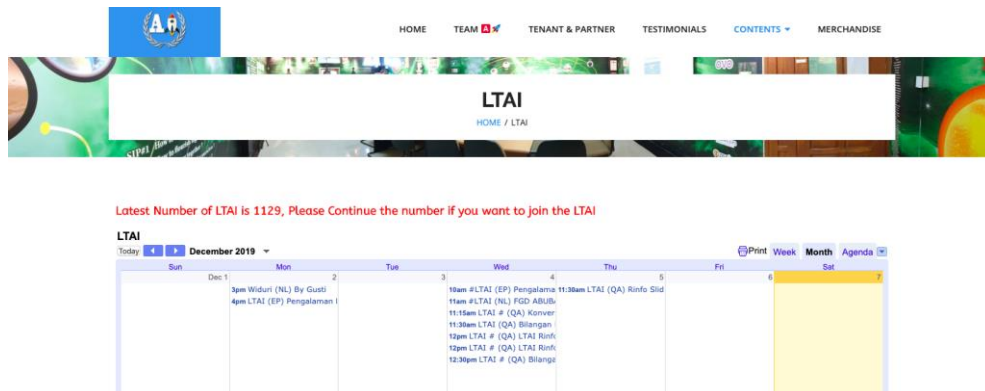 HOME TEAM A TENANT & PARTNER TESTIMONIALS CONTENTS MERCHANDISE
LTAI
HOME / LTAI
Latest Number of LTAI is 1129, Please Continue the number if you want to join the LTAI
LTAI
Today December 2019 Print Week Month Agenda
Sun Mon Tue Wed Thu Fri Sat
Dec 1 2 3 4 5 6 7
3pm Widuri (NL) By Gusti
4pm LTAI (EP) Pengalaman
10am #LTAI (EP) Pengalama
11am #LTAI (NL) FGD ABUB
11:15am LTAI # (QA) Konver
11:30am LTAI (QA) Bilangan
12pm LTAI # (QA) LTAI Rinfo
12pm LTAI # (QA) LTAI Rinfo
12:30pm LTAI # (QA) Bilanga
11:30am LTAI (QA) Rinfo Slid